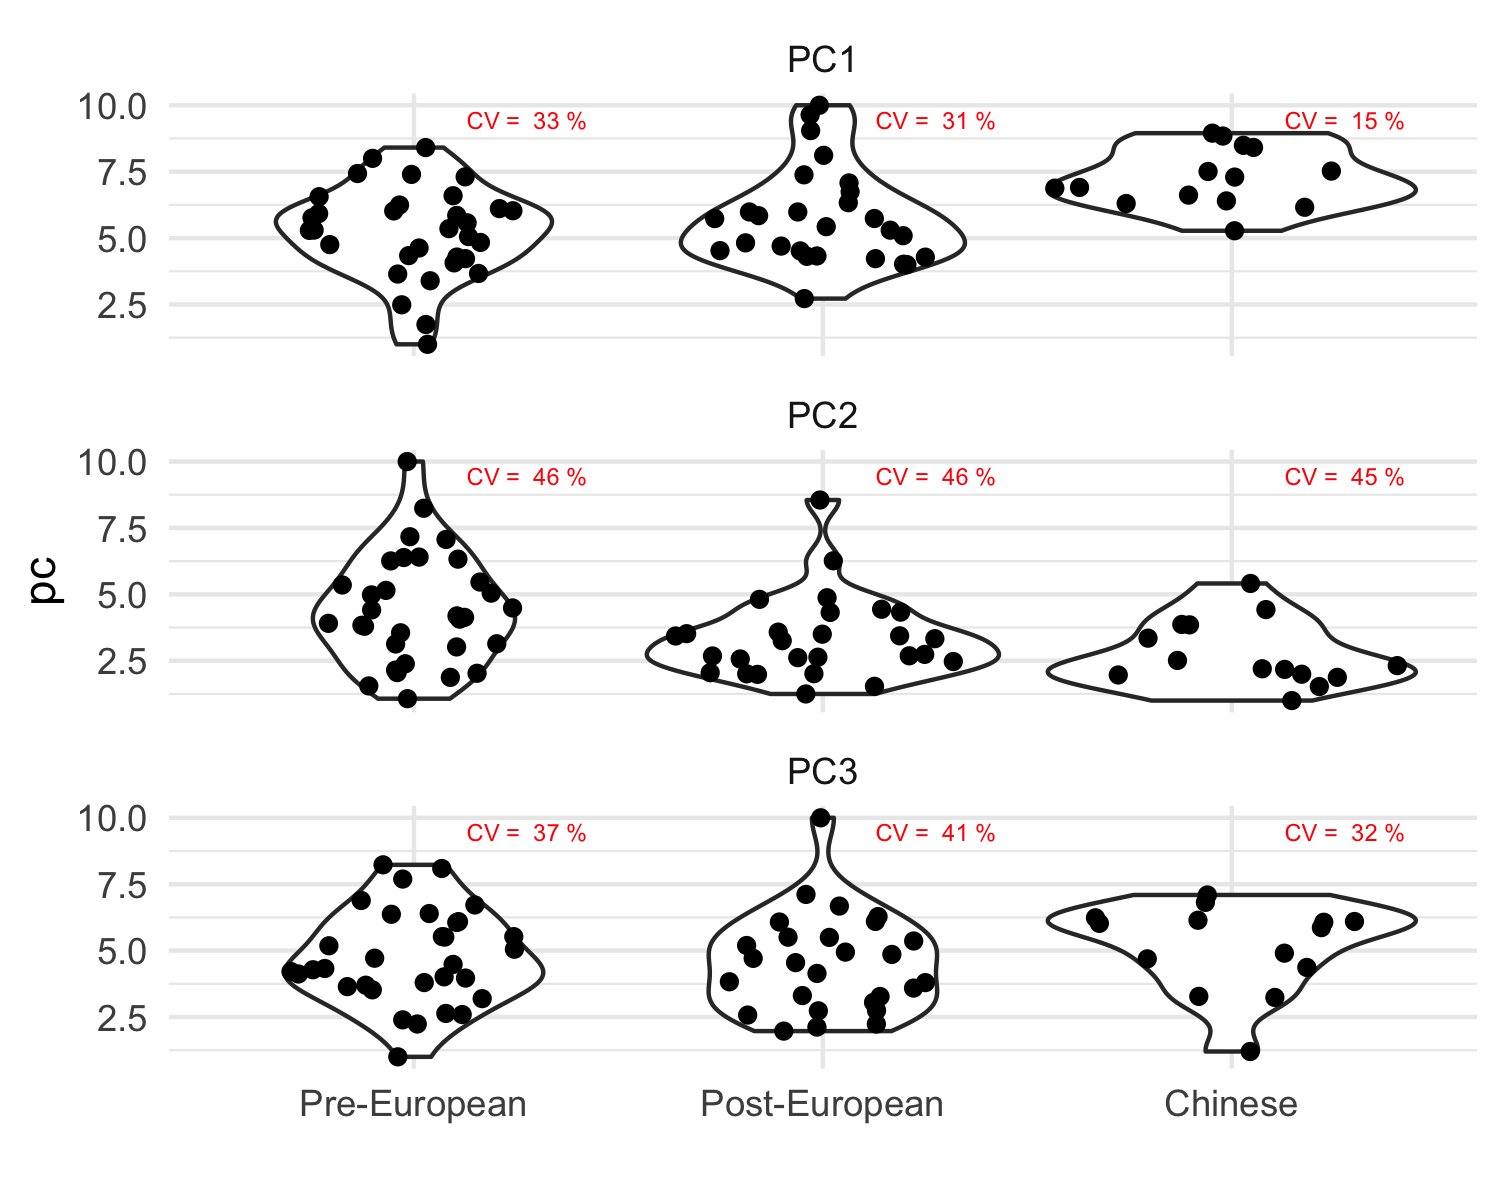 PC1
10.0
7.5
5.0
2.5
CV = 33 %
CV = 31 %
CV = 15 %
PC2
10.0
7.5
5.0
2.5
CV = 46 %
CV = 46 %
CV = 45 %
pc
PC3
10.0
7.5
5.0
2.5
CV = 37 %
CV = 41 %
CV = 32 %
Pre-European
Post-European
Chinese